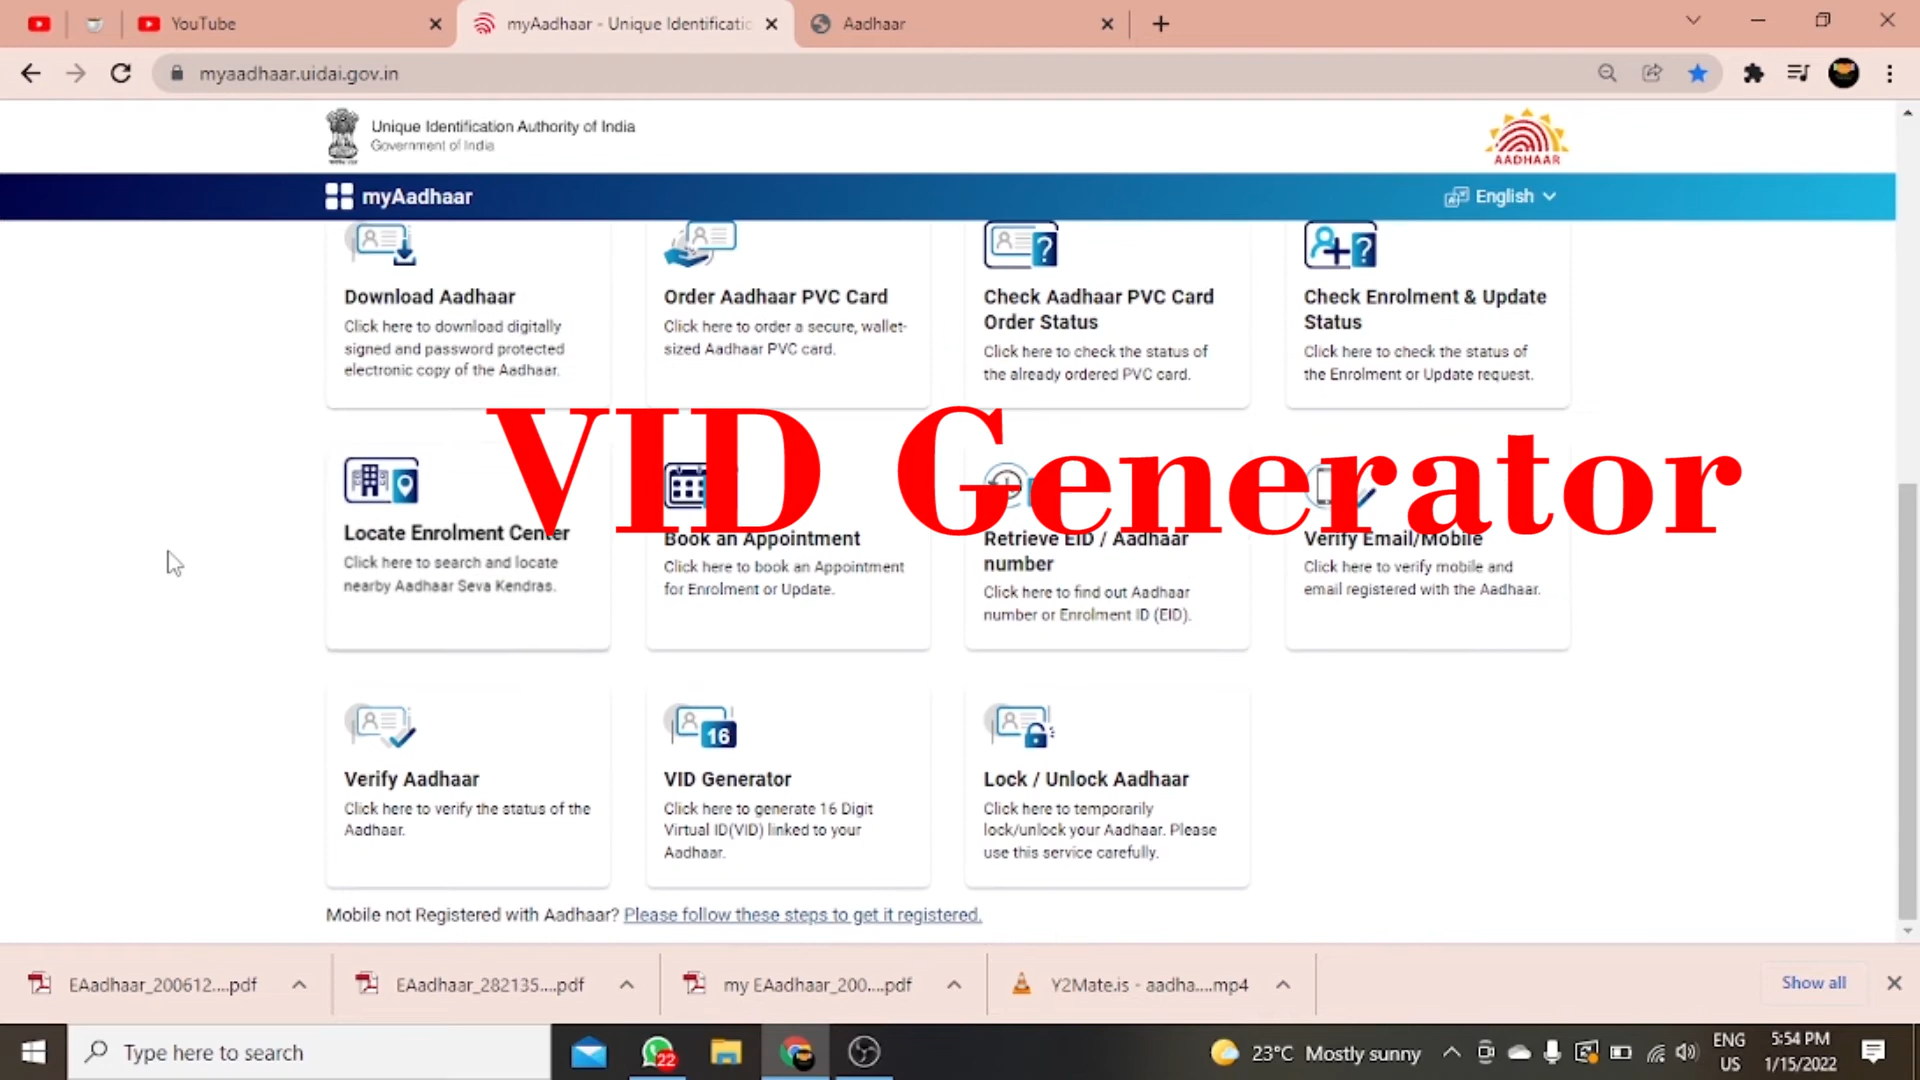 YouTube
myAadhaar - Unique Identificatio
Aadhaar
myaadhaar.uidai.gov.in
Unique Identification Authority of India
Government of India
AADHAAR
myAadhaar
English
Download Aadhaar
Click here to download digitally
signed and password protected
electronic copy of the Aadhaar.
Order Aadhaar PVC Card
Click here to order a secure, wallet-
sized Aadhaar PVC card.
Check Aadhaar PVC Card
Order Status
Click here to check the status of
the already ordered PVC card.
Check Enrolment & Update
Status
Click here to check the status of
the Enrolment or Update request.
VID Generator
Locate Enrolment Center
Click here to search and locate
nearby Aadhaar Seva Kendras.
Book an Appointment
Click here to book an Appointment
for Enrolment or Update.
Retrieve EID / Aadhaar
number
Click here to find out Aadhaar
number or Enrolment ID (EID).
Verify Email/Mobile
Click here to verify mobile and
email registered with the Aadhaar.
Verify Aadhaar
Click here to verify the status of the
Aadhaar.
16
VID Generator
Click here to generate 16 Digit
Virtual ID(VID) linked to your
Aadhaar.
Lock / Unlock Aadhaar
Click here to temporarily
lock/unlock your Aadhaar. Please
use this service carefully.
Mobile not Registered with Aadhaar? Please follow these steps to get it registered.
EAadhaar_200612....pdf
EAadhaar_282135....pdf
my EAadhaar_200....pdf
Y2Mate.is - aadha....mp4
Show all
Type here to search
22
23°C Mostly sunny
ENG
US
5:54 PM
1/15/2022